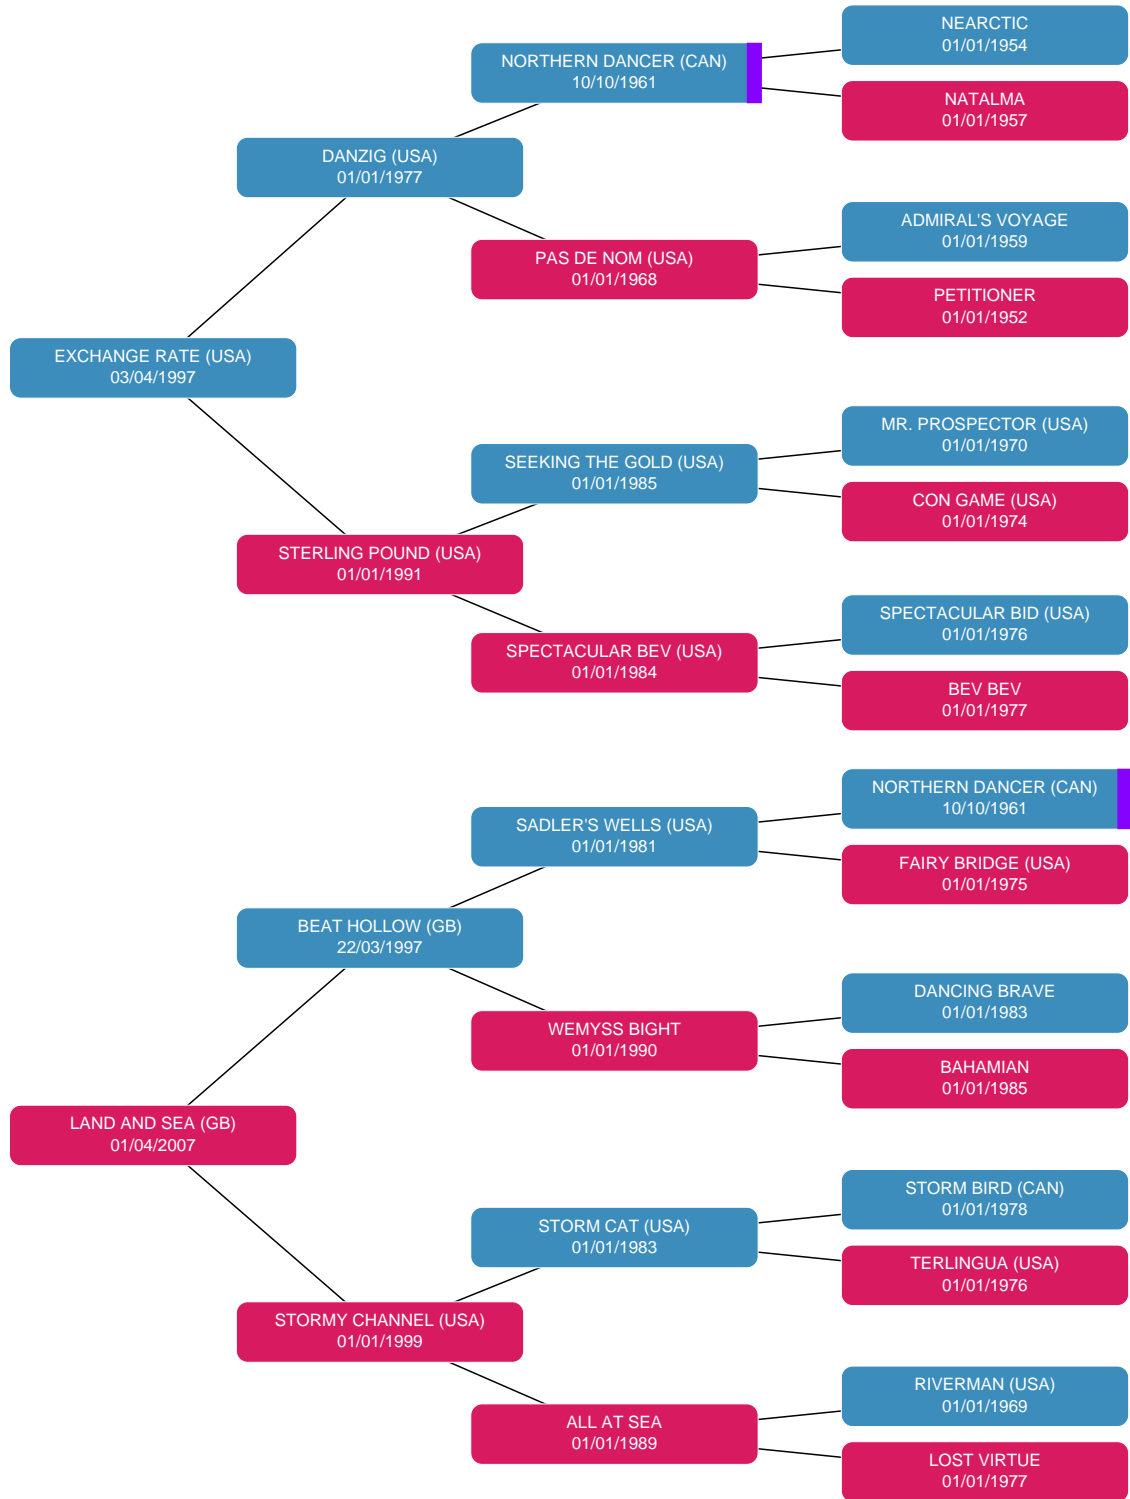 NEARCTIC
01/01/1954
NORTHERN DANCER (CAN)
10/10/1961
NATALMA
01/01/1957
DANZIG (USA)
01/01/1977
ADMIRAL'S VOYAGE
01/01/1959
PAS DE NOM (USA)
01/01/1968
PETITIONER
01/01/1952
EXCHANGE RATE (USA)
03/04/1997
MR. PROSPECTOR (USA)
01/01/1970
SEEKING THE GOLD (USA)
01/01/1985
CON GAME (USA)
01/01/1974
STERLING POUND (USA)
01/01/1991
SPECTACULAR BID (USA)
01/01/1976
SPECTACULAR BEV (USA)
01/01/1984
BEV BEV
01/01/1977
NORTHERN DANCER (CAN)
10/10/1961
SADLER'S WELLS (USA)
01/01/1981
FAIRY BRIDGE (USA)
01/01/1975
BEAT HOLLOW (GB)
22/03/1997
DANCING BRAVE
01/01/1983
WEMYSS BIGHT
01/01/1990
BAHAMIAN
01/01/1985
LAND AND SEA (GB)
01/04/2007
STORM BIRD (CAN)
01/01/1978
STORM CAT (USA)
01/01/1983
TERLINGUA (USA)
01/01/1976
STORMY CHANNEL (USA)
01/01/1999
RIVERMAN (USA)
01/01/1969
ALL AT SEA
01/01/1989
LOST VIRTUE
01/01/1977